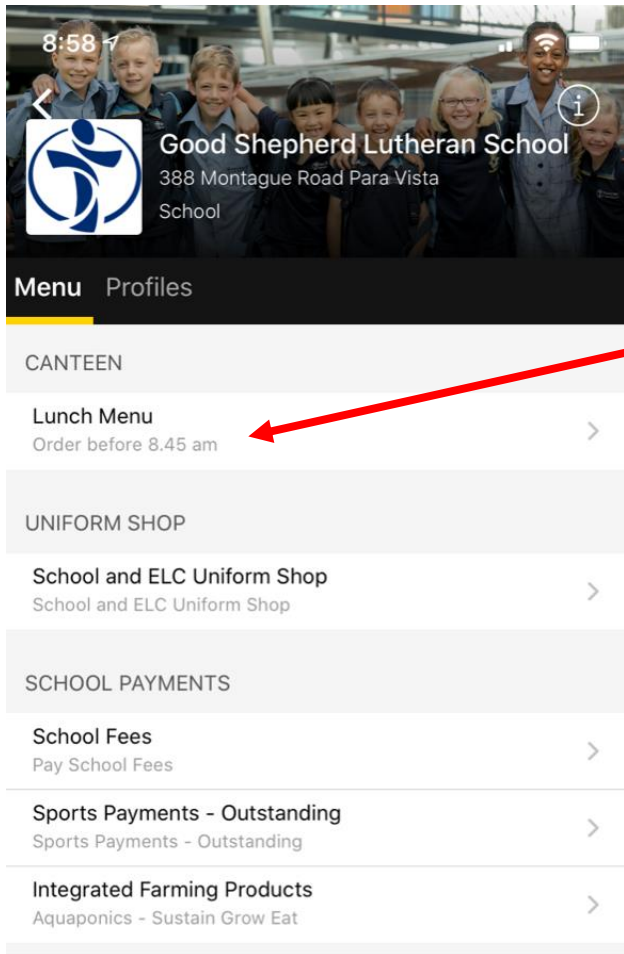 8:58
i
Good Shepherd Lutheran School
388 Montague Road Para Vista
School
Menu Profiles
CANTEEN
Lunch Menu
Order before 8.45 am
UNIFORM SHOP
School and ELC Uniform Shop
School and ELC Uniform Shop
SCHOOL PAYMENTS
School Fees
Pay School Fees
Sports Payments - Outstanding
Sports Payments - Outstanding
Integrated Farming Products
Aquaponics - Sustain Grow Eat